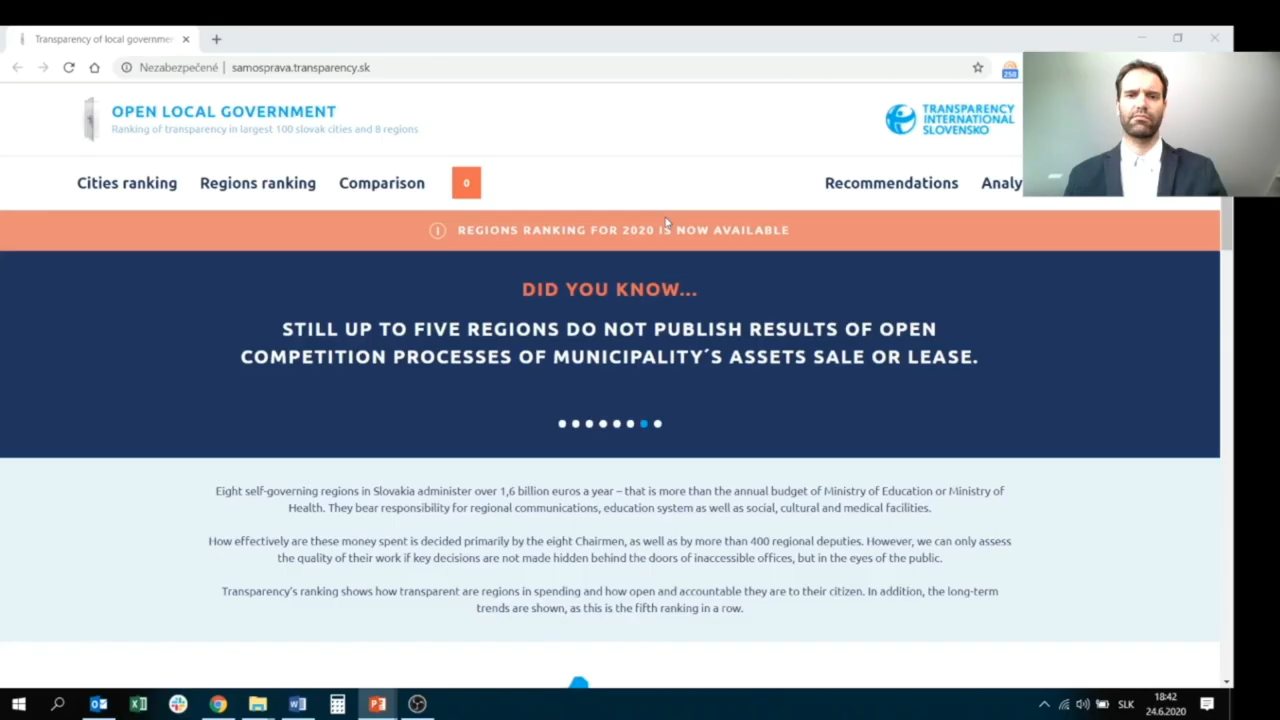 Transparency of local governme
Nezabezpečené | samosprava.transparency.sk
250
OPEN LOCAL GOVERNMENT
Ranking of transparency in largest 100 slovak cities and 8 regions
TRANSPARENCY
INTERNATIONAL
SLOVENSKO
Cities ranking Regions ranking Comparison 0 Recommendations Analy
REGIONS RANKING FOR 2020 IS NOW AVAILABLE
DID YOU KNOW...
STILL UP TO FIVE REGIONS DO NOT PUBLISH RESULTS OF OPEN
COMPETITION PROCESSES OF MUNICIPALITY´S ASSETS SALE OR LEASE.
Eight self-governing regions in Slovakia administer over 1,6 billion euros a year – that is more than the annual budget of Ministry of Education or Ministry of
Health. They bear responsibility for regional communications, education system as well as social, cultural and medical facilities.
How effectively are these money spent is decided primarily by the eight Chairmen, as well as by more than 400 regional deputies. However, we can only assess
the quality of their work if key decisions are not made hidden behind the doors of inaccessible offices, but in the eyes of the public.
Transparency's ranking shows how transparent are regions in spending and how open and accountable they are to their citizen. In addition, the long-term
trends are shown, as this is the fifth ranking in a row.
SLK
18:42
24.6.2020